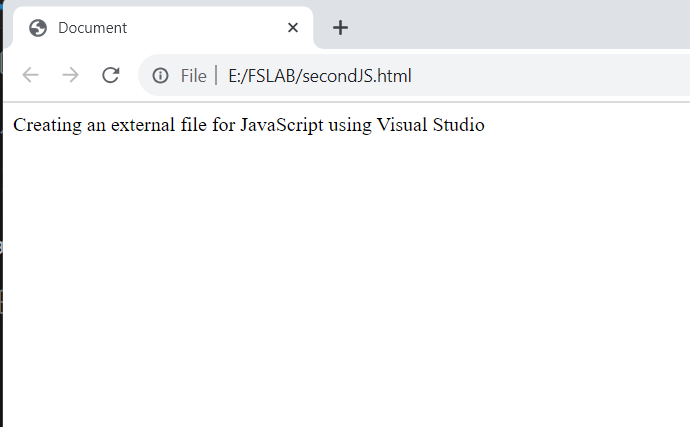 Document
File E:/FSLAB/secondJS.html
Creating an external file for JavaScript using Visual Studio